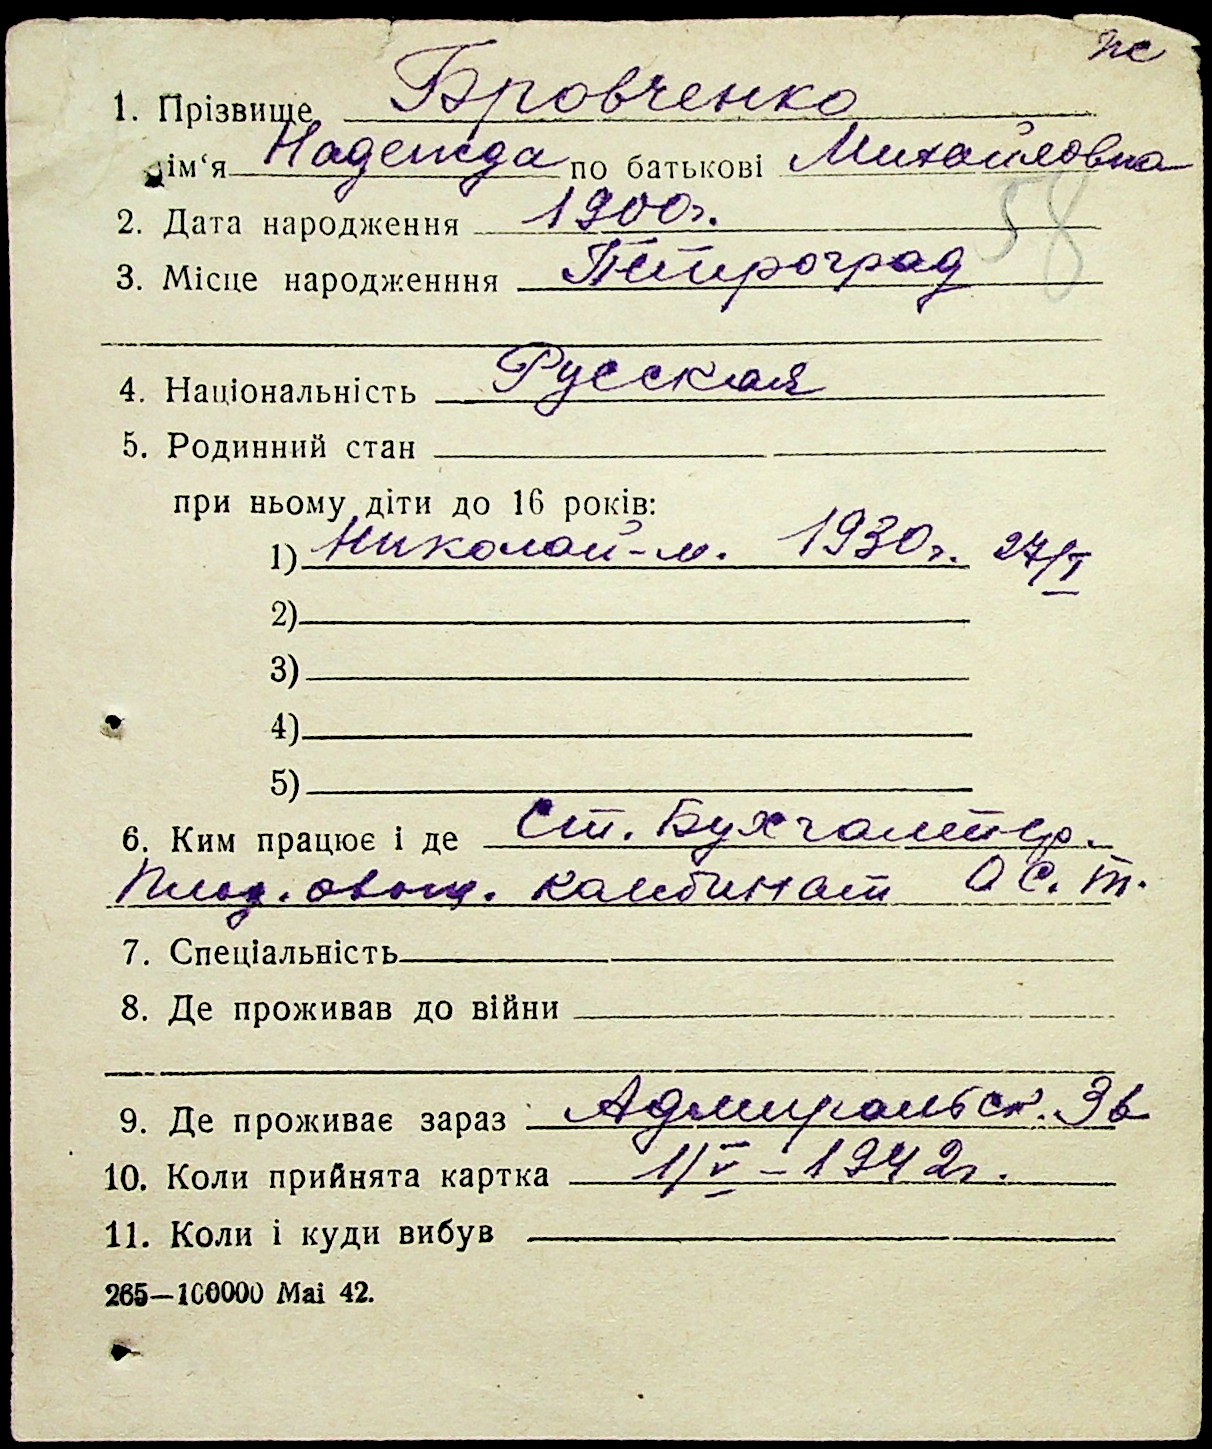 пс
1. Прізвище Бровченко
ім‘я Надежда по батькові Михайловна
58
2. Дата народження 1900г.
3. Місце народженння Петроград
4. Національність Русская
5. Родинний стан
при ньому діти до 16 років:
1) Николай-м. 1930г. 27/I
2)
3)
4)
5)
6. Ким працює і де Ст. Бухгалтер.
Плод. овощ. комбинат О С. т.
7. Спеціальність
8. Де проживав до війни
9. Де проживає зараз Адмиральск. 9в
10. Коли прийнята картка 1/V – 1942г.
11. Коли і куди вибув
265—100000 Mai 42.